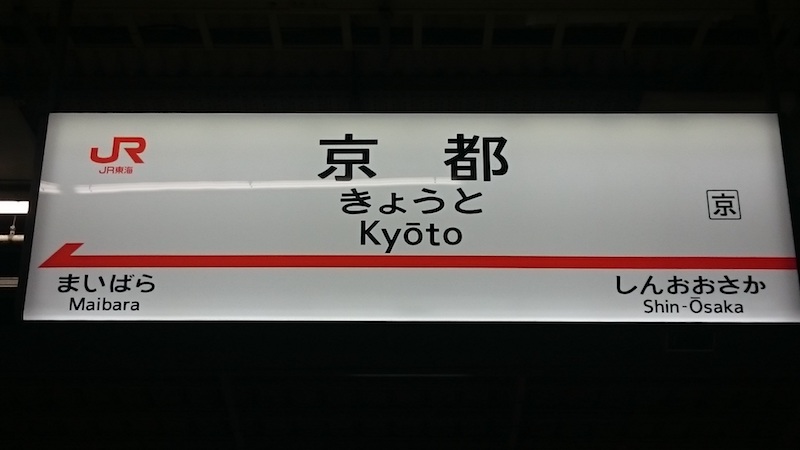 JR
JR東海
京都
きょうと
Kyōto
京
まいばら
Maibara
しんおおさか
Shin-Ōsaka